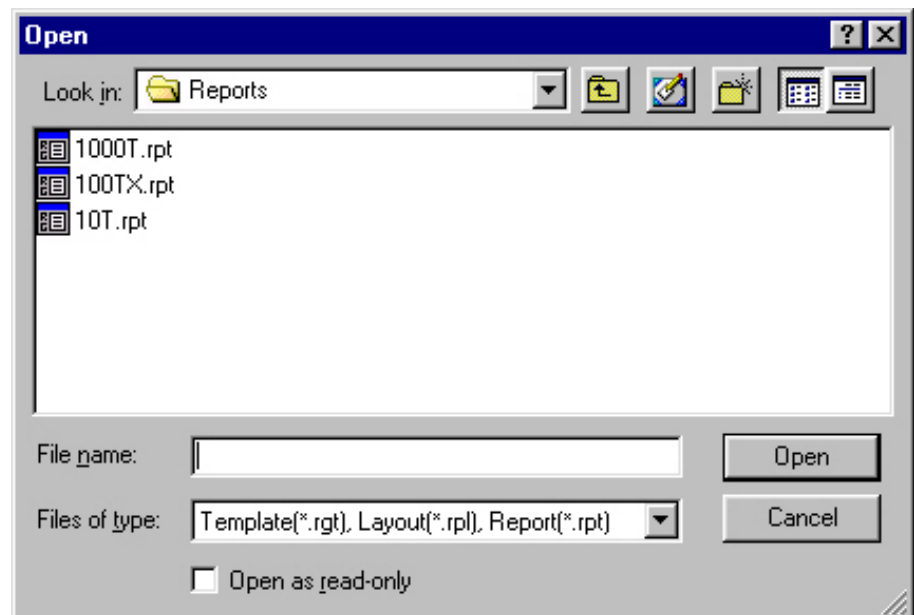 Open
Look in: Reports
1000T.rpt
100TX.rpt
10T.rpt
File name: Open
Files of type: Template(*.rgt), Layout(*.rpl), Report(*.rpt) Cancel
Open as read-only